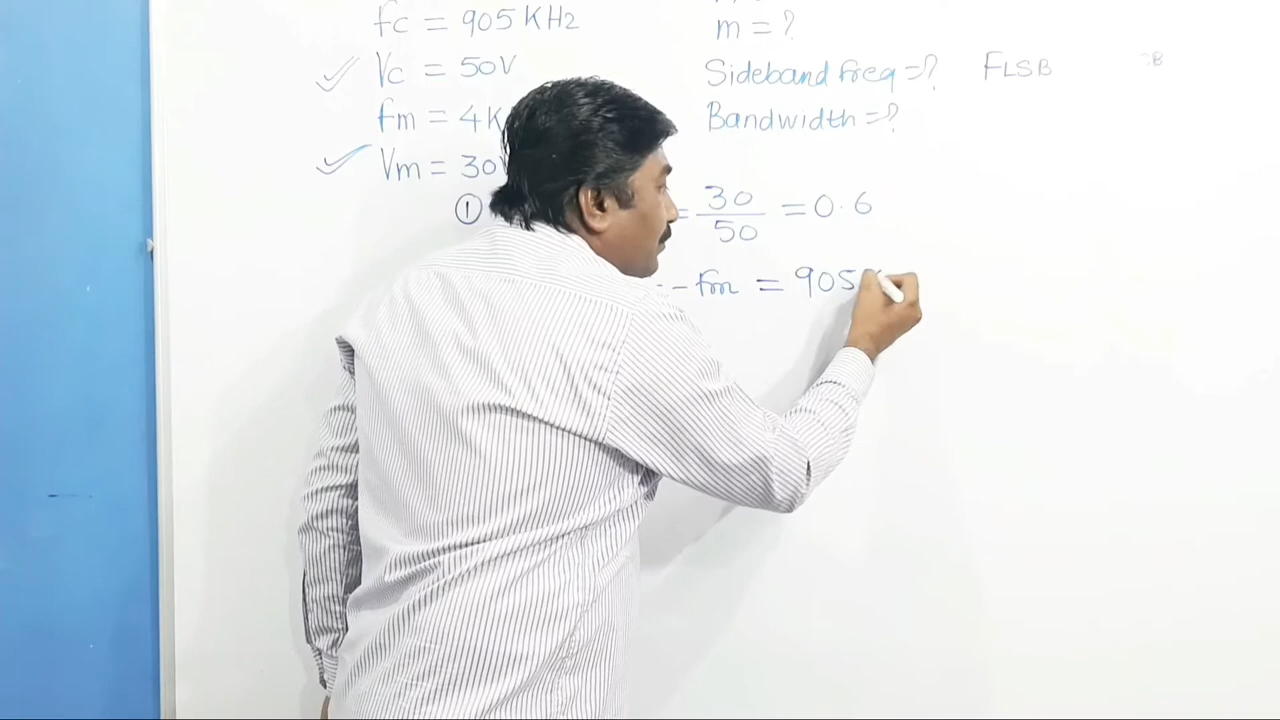 fc = 905 KHz
m = ?
Vc = 50V
Sideband freq =? FLSB
fm = 4K
Bandwidth =?
Vm = 30V
① = 30/50 = 0.6
- fm = 905